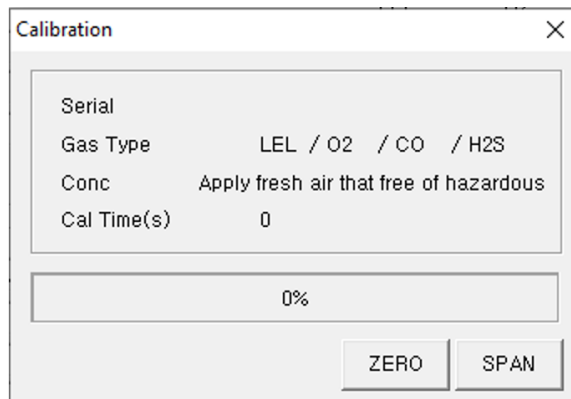 Calibration
Serial
Gas Type LEL / O2 / CO / H2S
Conc Apply fresh air that free of hazardous
Cal Time(s) 0
0%
ZERO SPAN